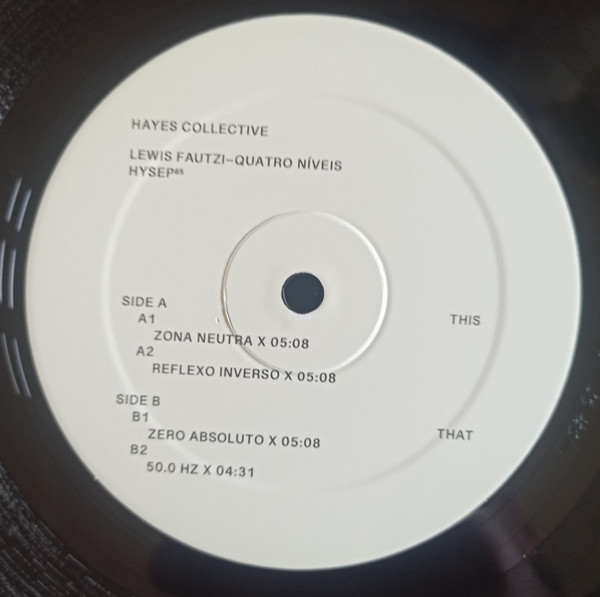 HAYES COLLECTIVE
LEWIS FAUTZI–QUATRO NÍVEIS
HYSEP⁶⁵
SIDE A
A1
THIS
ZONA NEUTRA X 05:08
A2
REFLEXO INVERSO X 05:08
SIDE B
B1
ZERO ABSOLUTO X 05:08
THAT
B2
50.0 HZ X 04:31